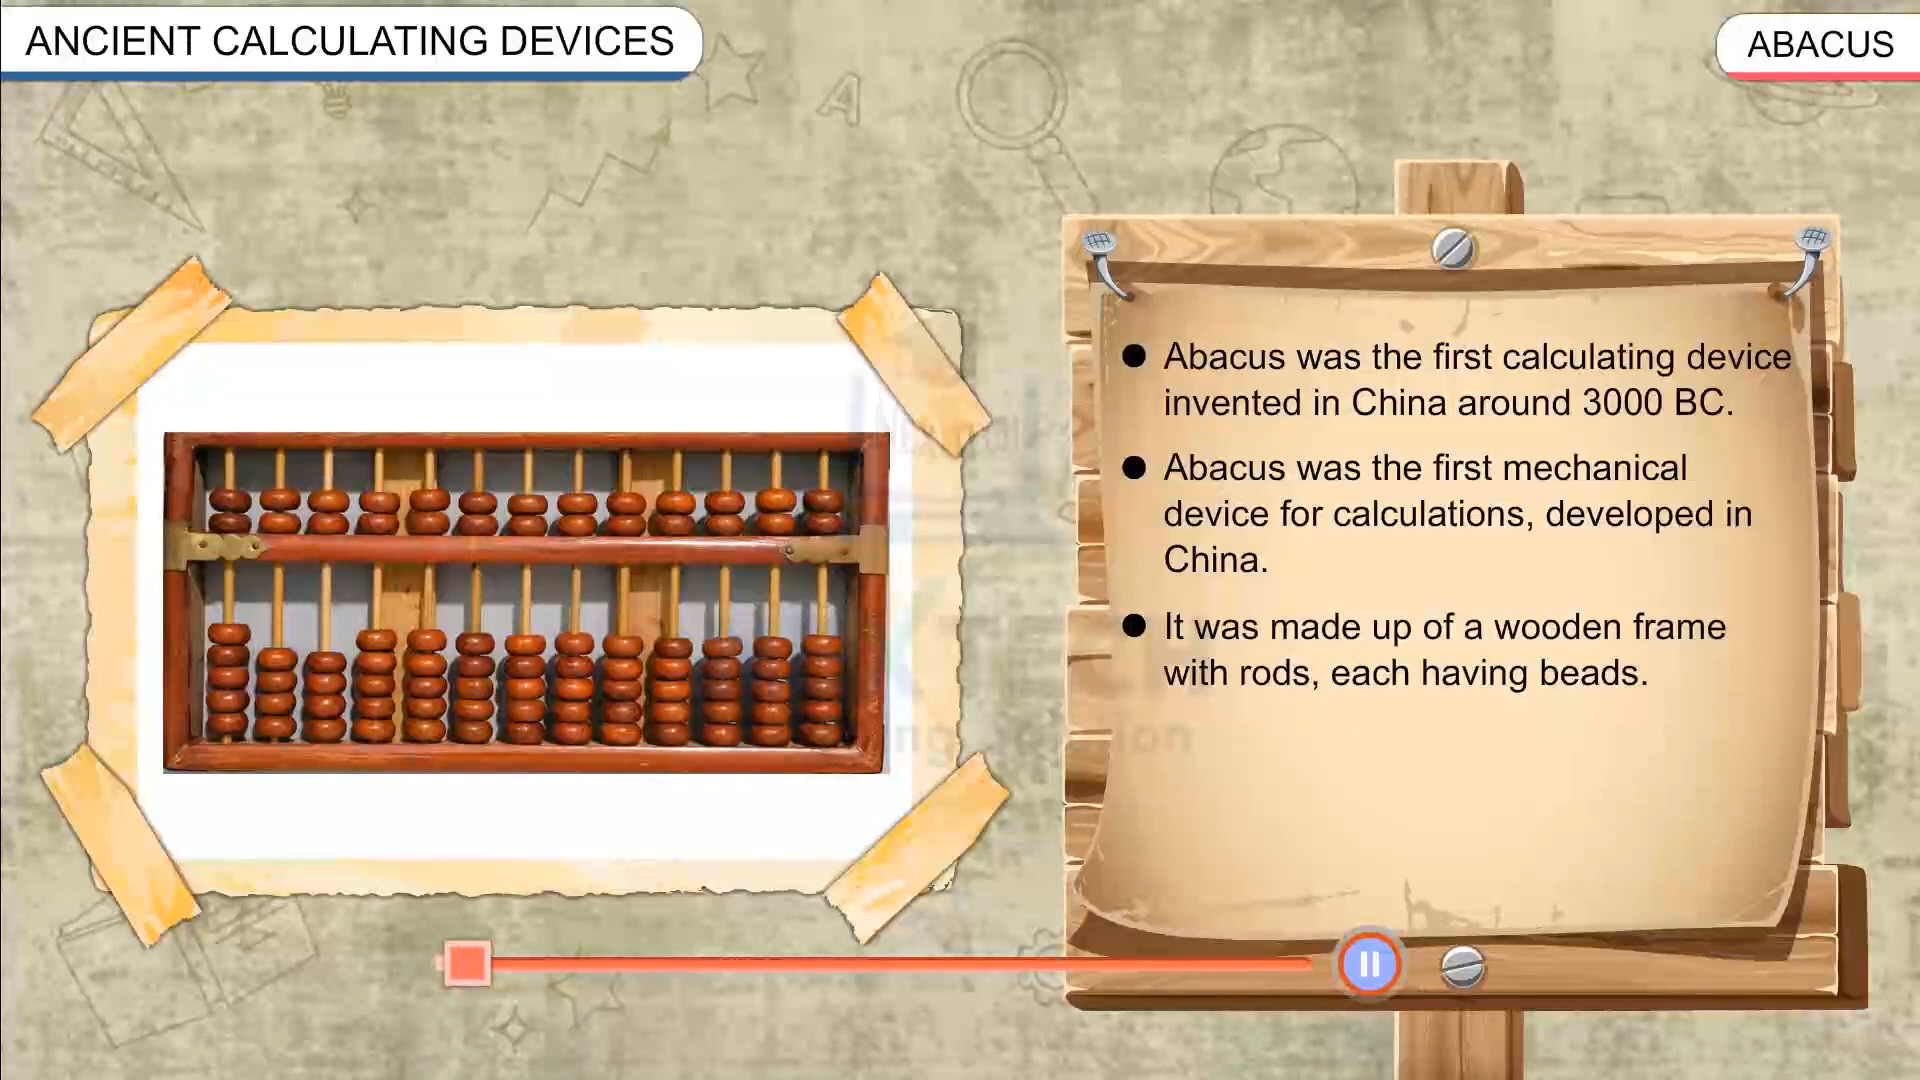 ANCIENT CALCULATING DEVICES
ABACUS
● Abacus was the first calculating device
invented in China around 3000 BC.
● Abacus was the first mechanical
device for calculations, developed in
China.
● It was made up of a wooden frame
with rods, each having beads.